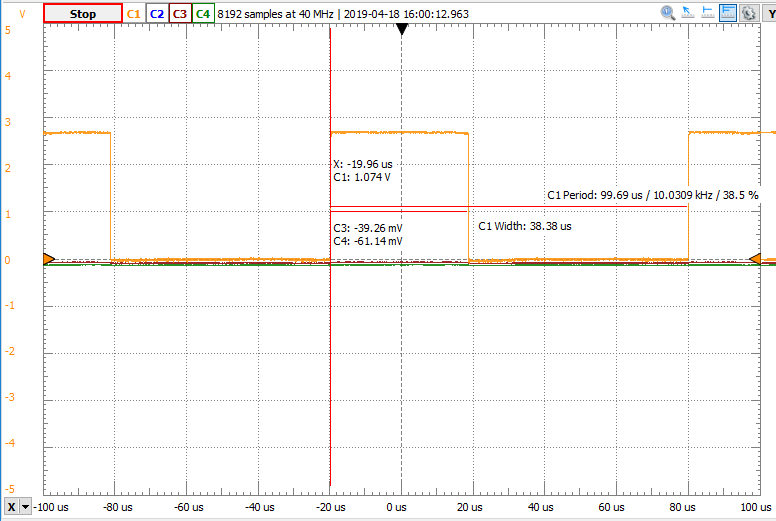 V Stop C1 C2 C3 C4 8192 samples at 40 MHz | 2019-04-18 16:00:12.963 Y
5
4
3
2
X: -19.96 us
C1: 1.074 V
C1 Period: 99.69 us / 10.0309 kHz / 38.5 %
1
C3: -39.26 mV
C1 Width: 38.38 us
C4: -61.14 mV
0
-1
-2
-3
-4
-5
X -100 us -80 us -60 us -40 us -20 us 0 us 20 us 40 us 60 us 80 us 100 us